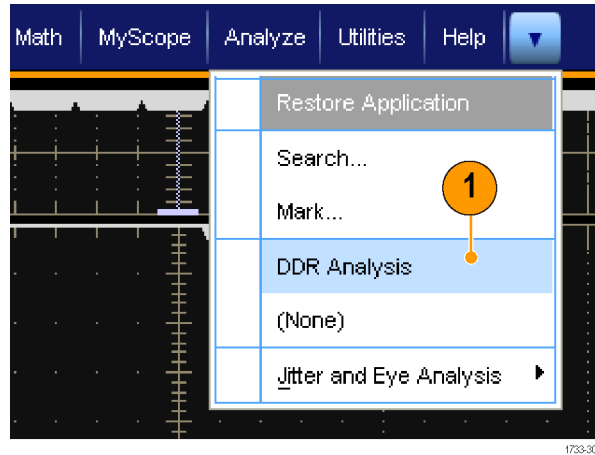 Math MyScope Analyze Utilities Help
Restore Application
Search...
1
Mark...
DDR Analysis
(None)
Jitter and Eye Analysis